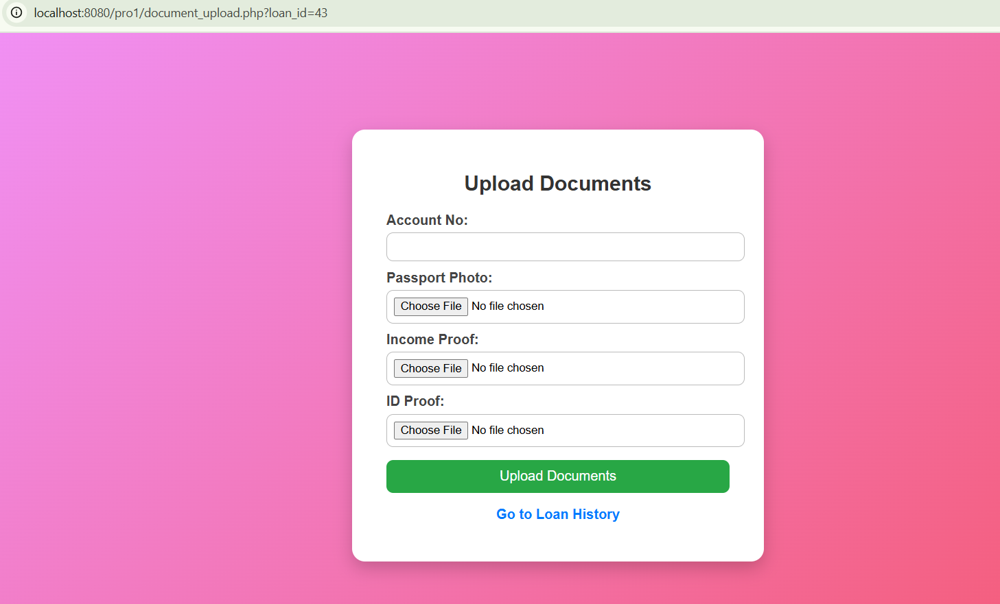 localhost:8080/pro1/document_upload.php?loan_id=43
Upload Documents
Account No:
Passport Photo:
Choose File No file chosen
Income Proof:
Choose File No file chosen
ID Proof:
Choose File No file chosen
Upload Documents
Go to Loan History